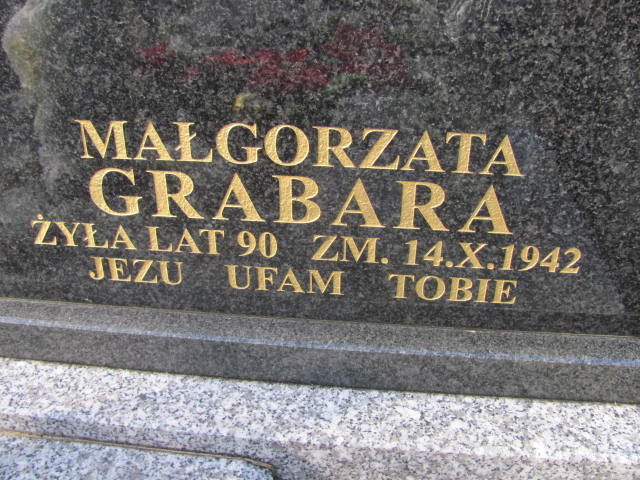 MAŁGORZATA
GRABARA
ŻYŁA LAT 90 ZM. 14.X.1942
JEZU UFAM TOBIE